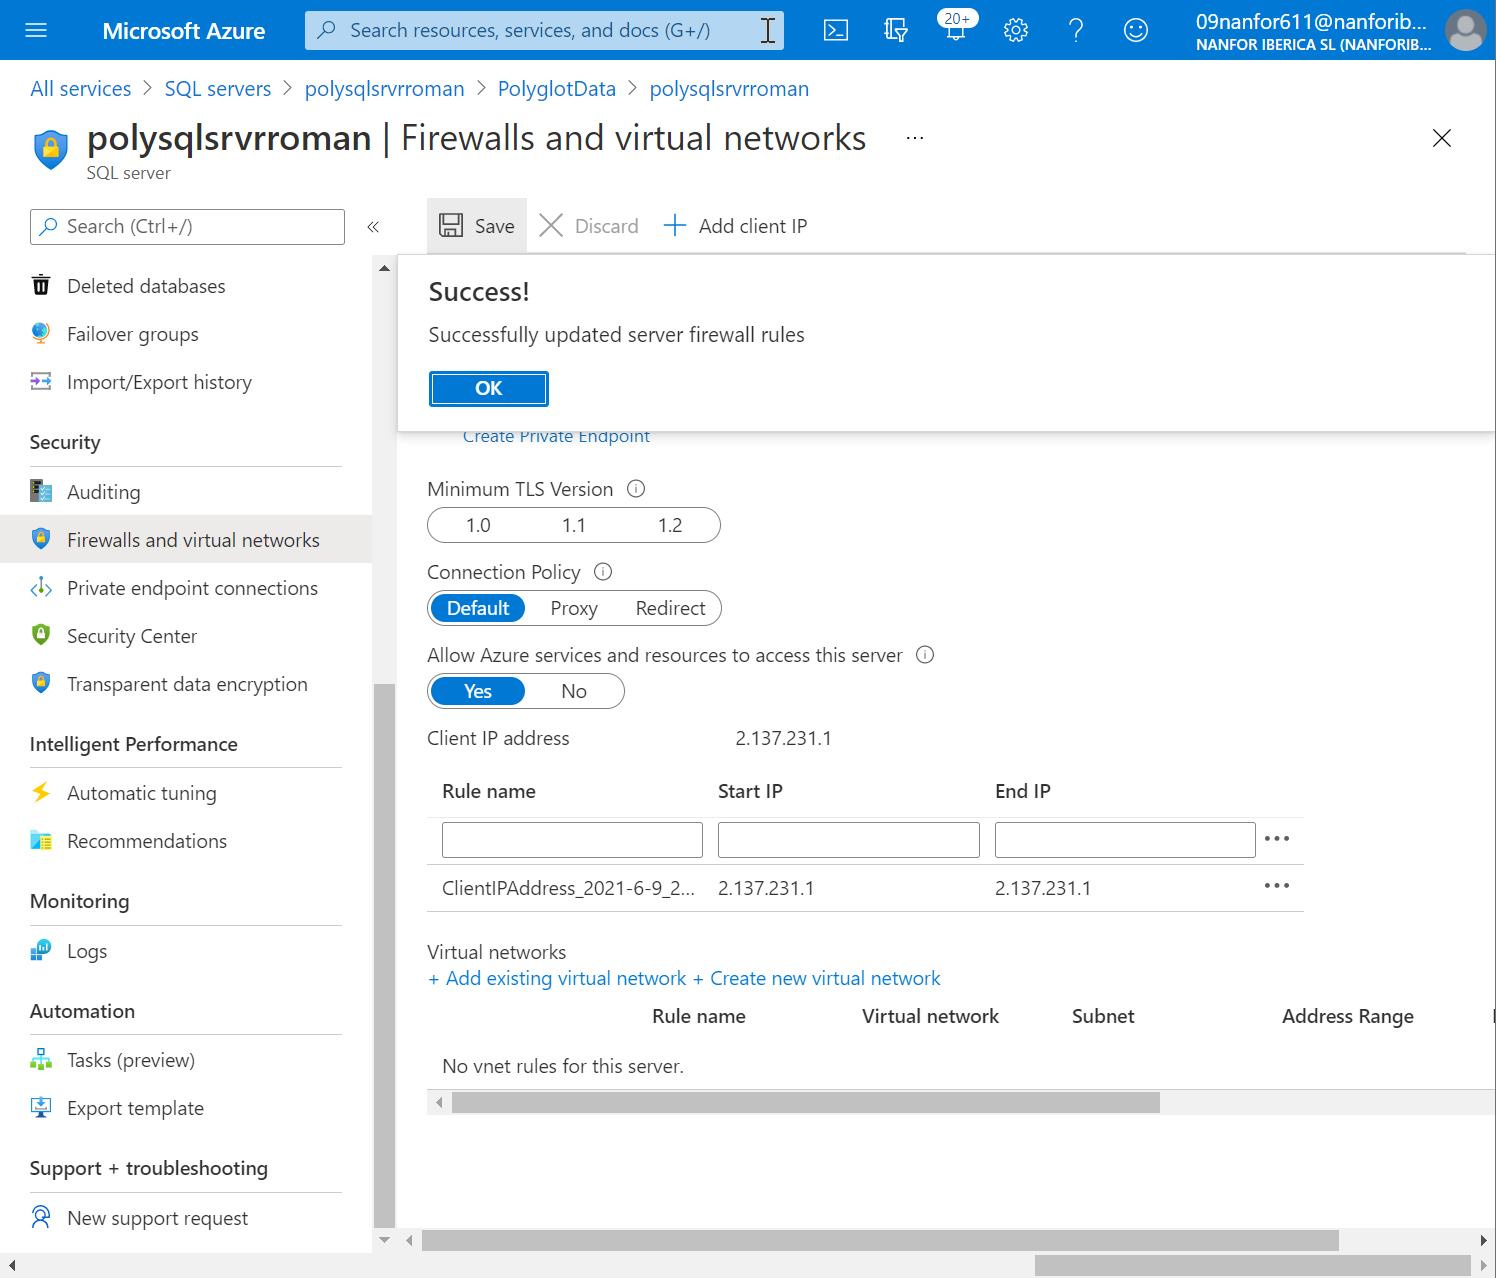 Microsoft Azure
Search resources, services, and docs (G+/)
20+
09nanfor611@nanforib...
NANFOR IBERICA SL (NANFORIB...
All services > SQL servers > polysqlsrvrroman > PolyglotData > polysqlsrvrroman
polysqlsrvrroman | Firewalls and virtual networks ...
SQL server
Search (Ctrl+/)
«
Save
Discard
Add client IP
Deleted databases
Failover groups
Import/Export history
Security
Auditing
Firewalls and virtual networks
Private endpoint connections
Security Center
Transparent data encryption
Intelligent Performance
Automatic tuning
Recommendations
Monitoring
Logs
Automation
Tasks (preview)
Export template
Support + troubleshooting
New support request
Success!
Successfully updated server firewall rules
OK
Create Private Endpoint
Minimum TLS Version
1.0 1.1 1.2
Connection Policy
Default Proxy Redirect
Allow Azure services and resources to access this server
Yes No
Client IP address 2.137.231.1
Rule name Start IP End IP
ClientIPAddress_2021-6-9_2... 2.137.231.1 2.137.231.1
Virtual networks
+ Add existing virtual network + Create new virtual network
Rule name Virtual network Subnet Address Range
No vnet rules for this server.